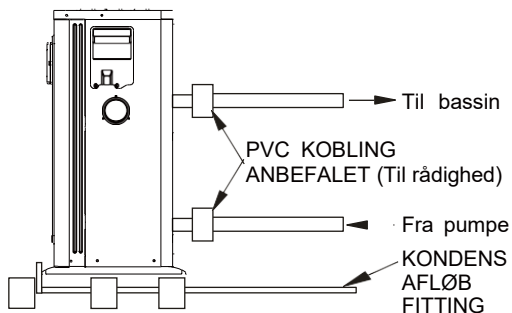 Til bassin
PVC KOBLING
ANBEFALET (Til rådighed)
Fra pumpe
KONDENS
AFLØB
FITTING